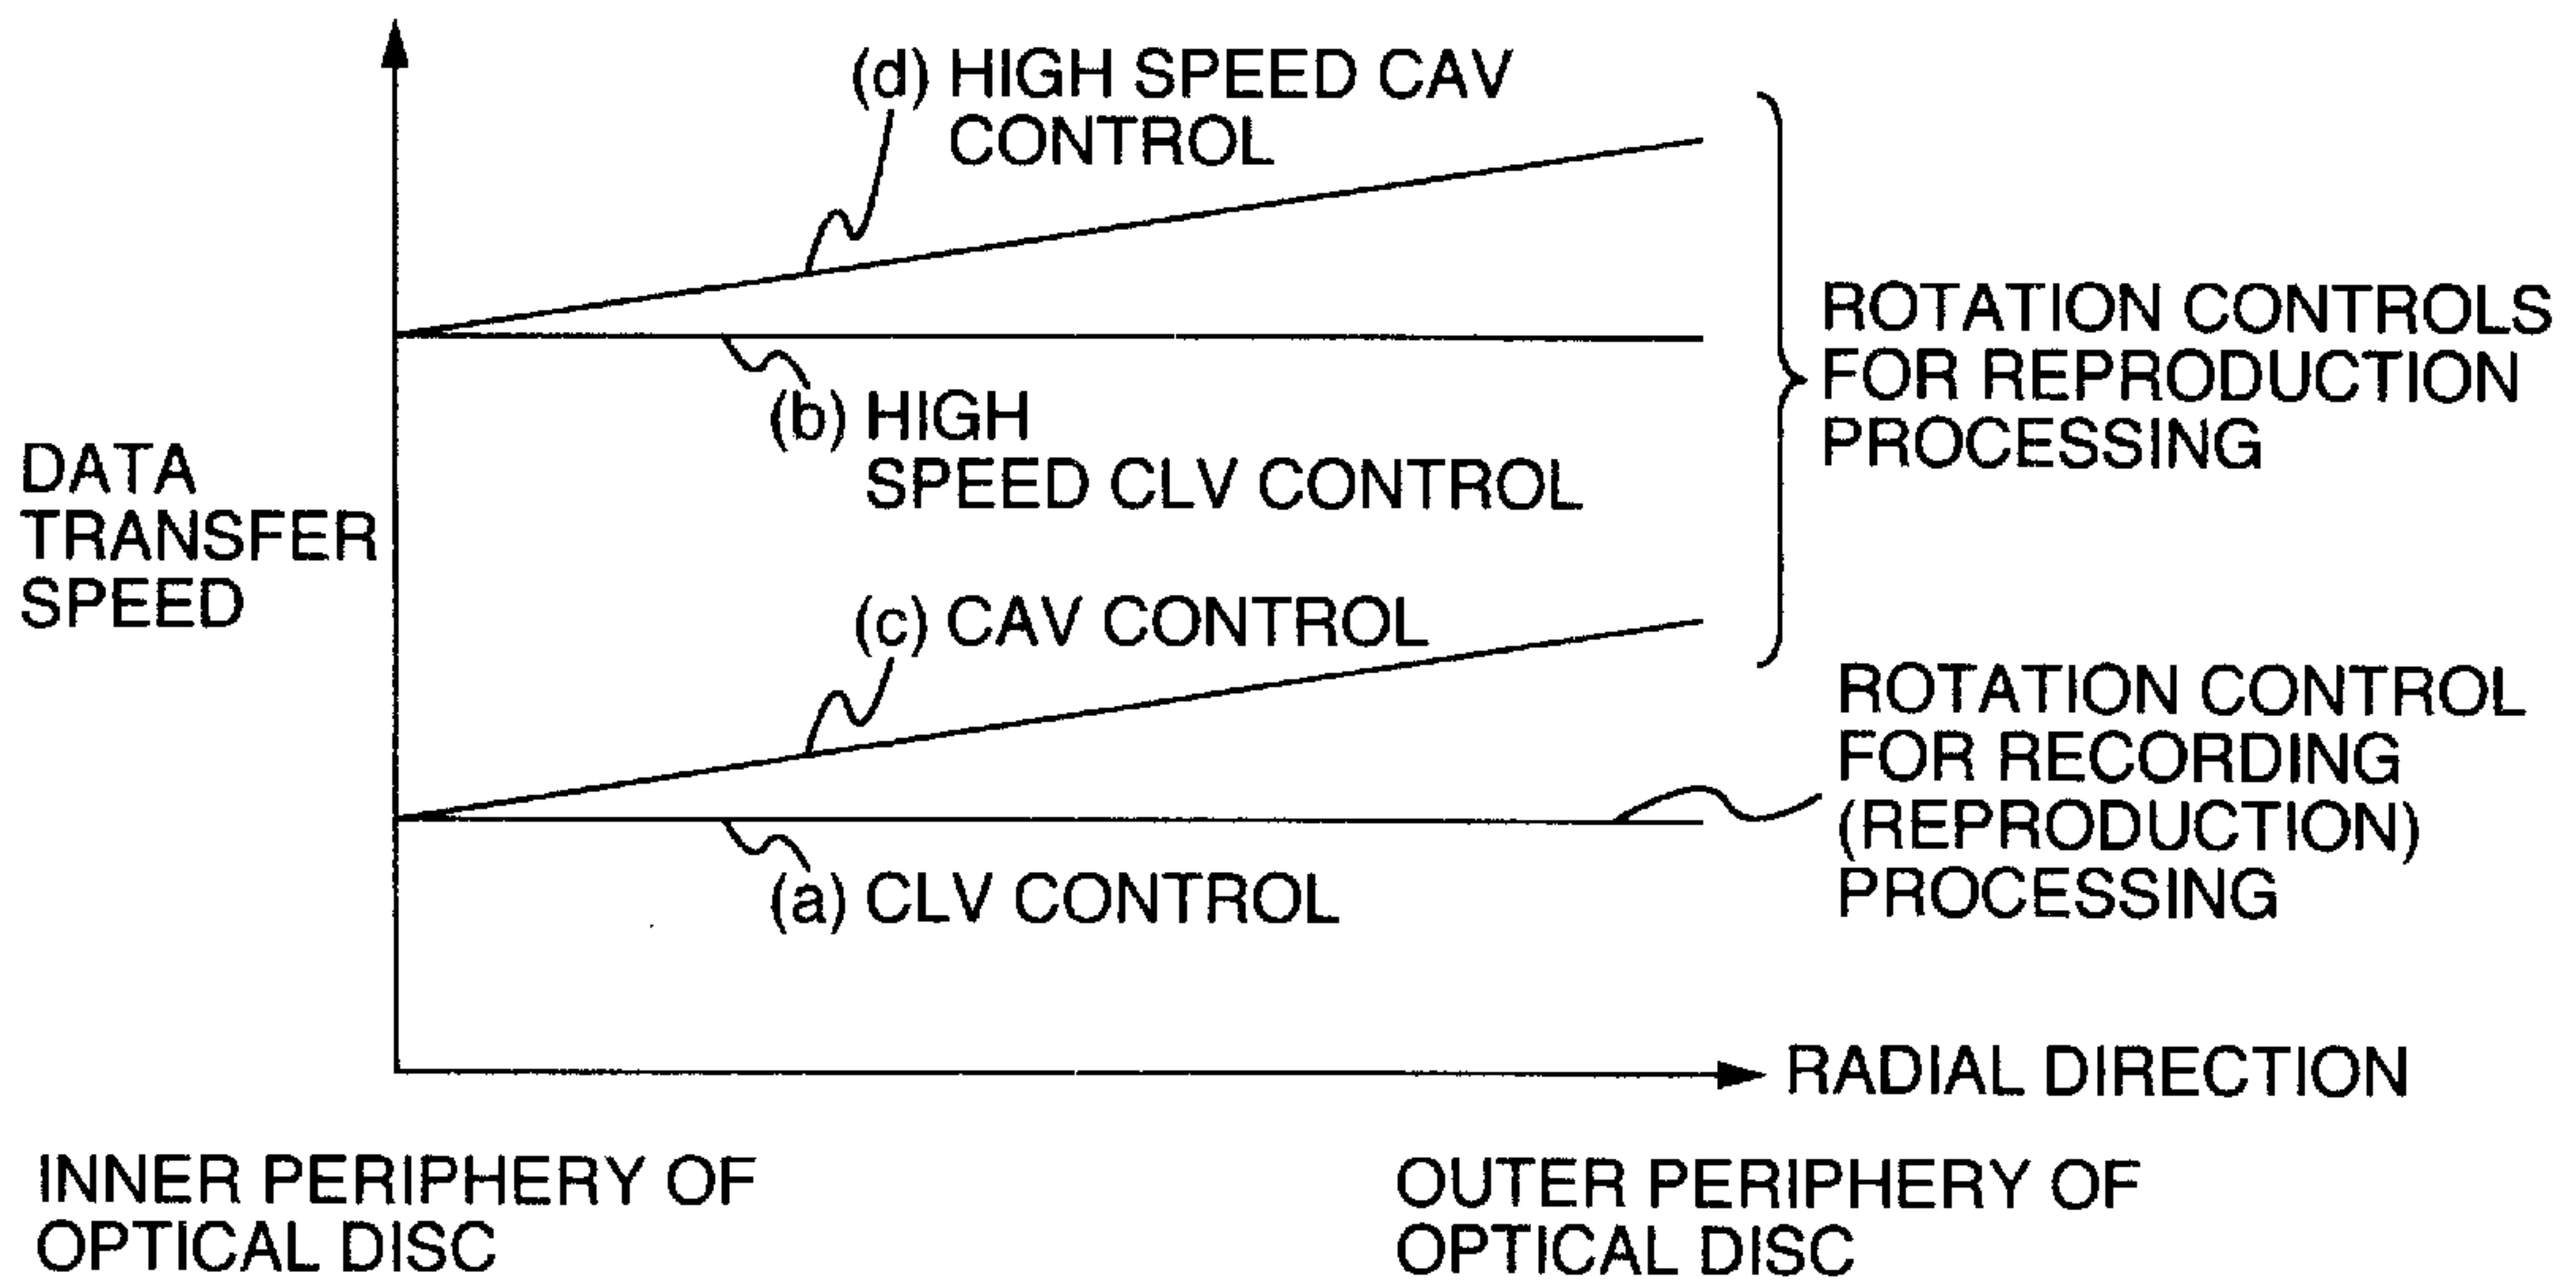 (d) HIGH SPEED CAV
CONTROL
ROTATION CONTROLS
FOR REPRODUCTION
PROCESSING
(b) HIGH
SPEED CLV CONTROL
DATA
TRANSFER
SPEED
(c) CAV CONTROL
ROTATION CONTROL
FOR RECORDING
(REPRODUCTION)
PROCESSING
(a) CLV CONTROL
RADIAL DIRECTION
INNER PERIPHERY OF
OPTICAL DISC
OUTER PERIPHERY OF
OPTICAL DISC